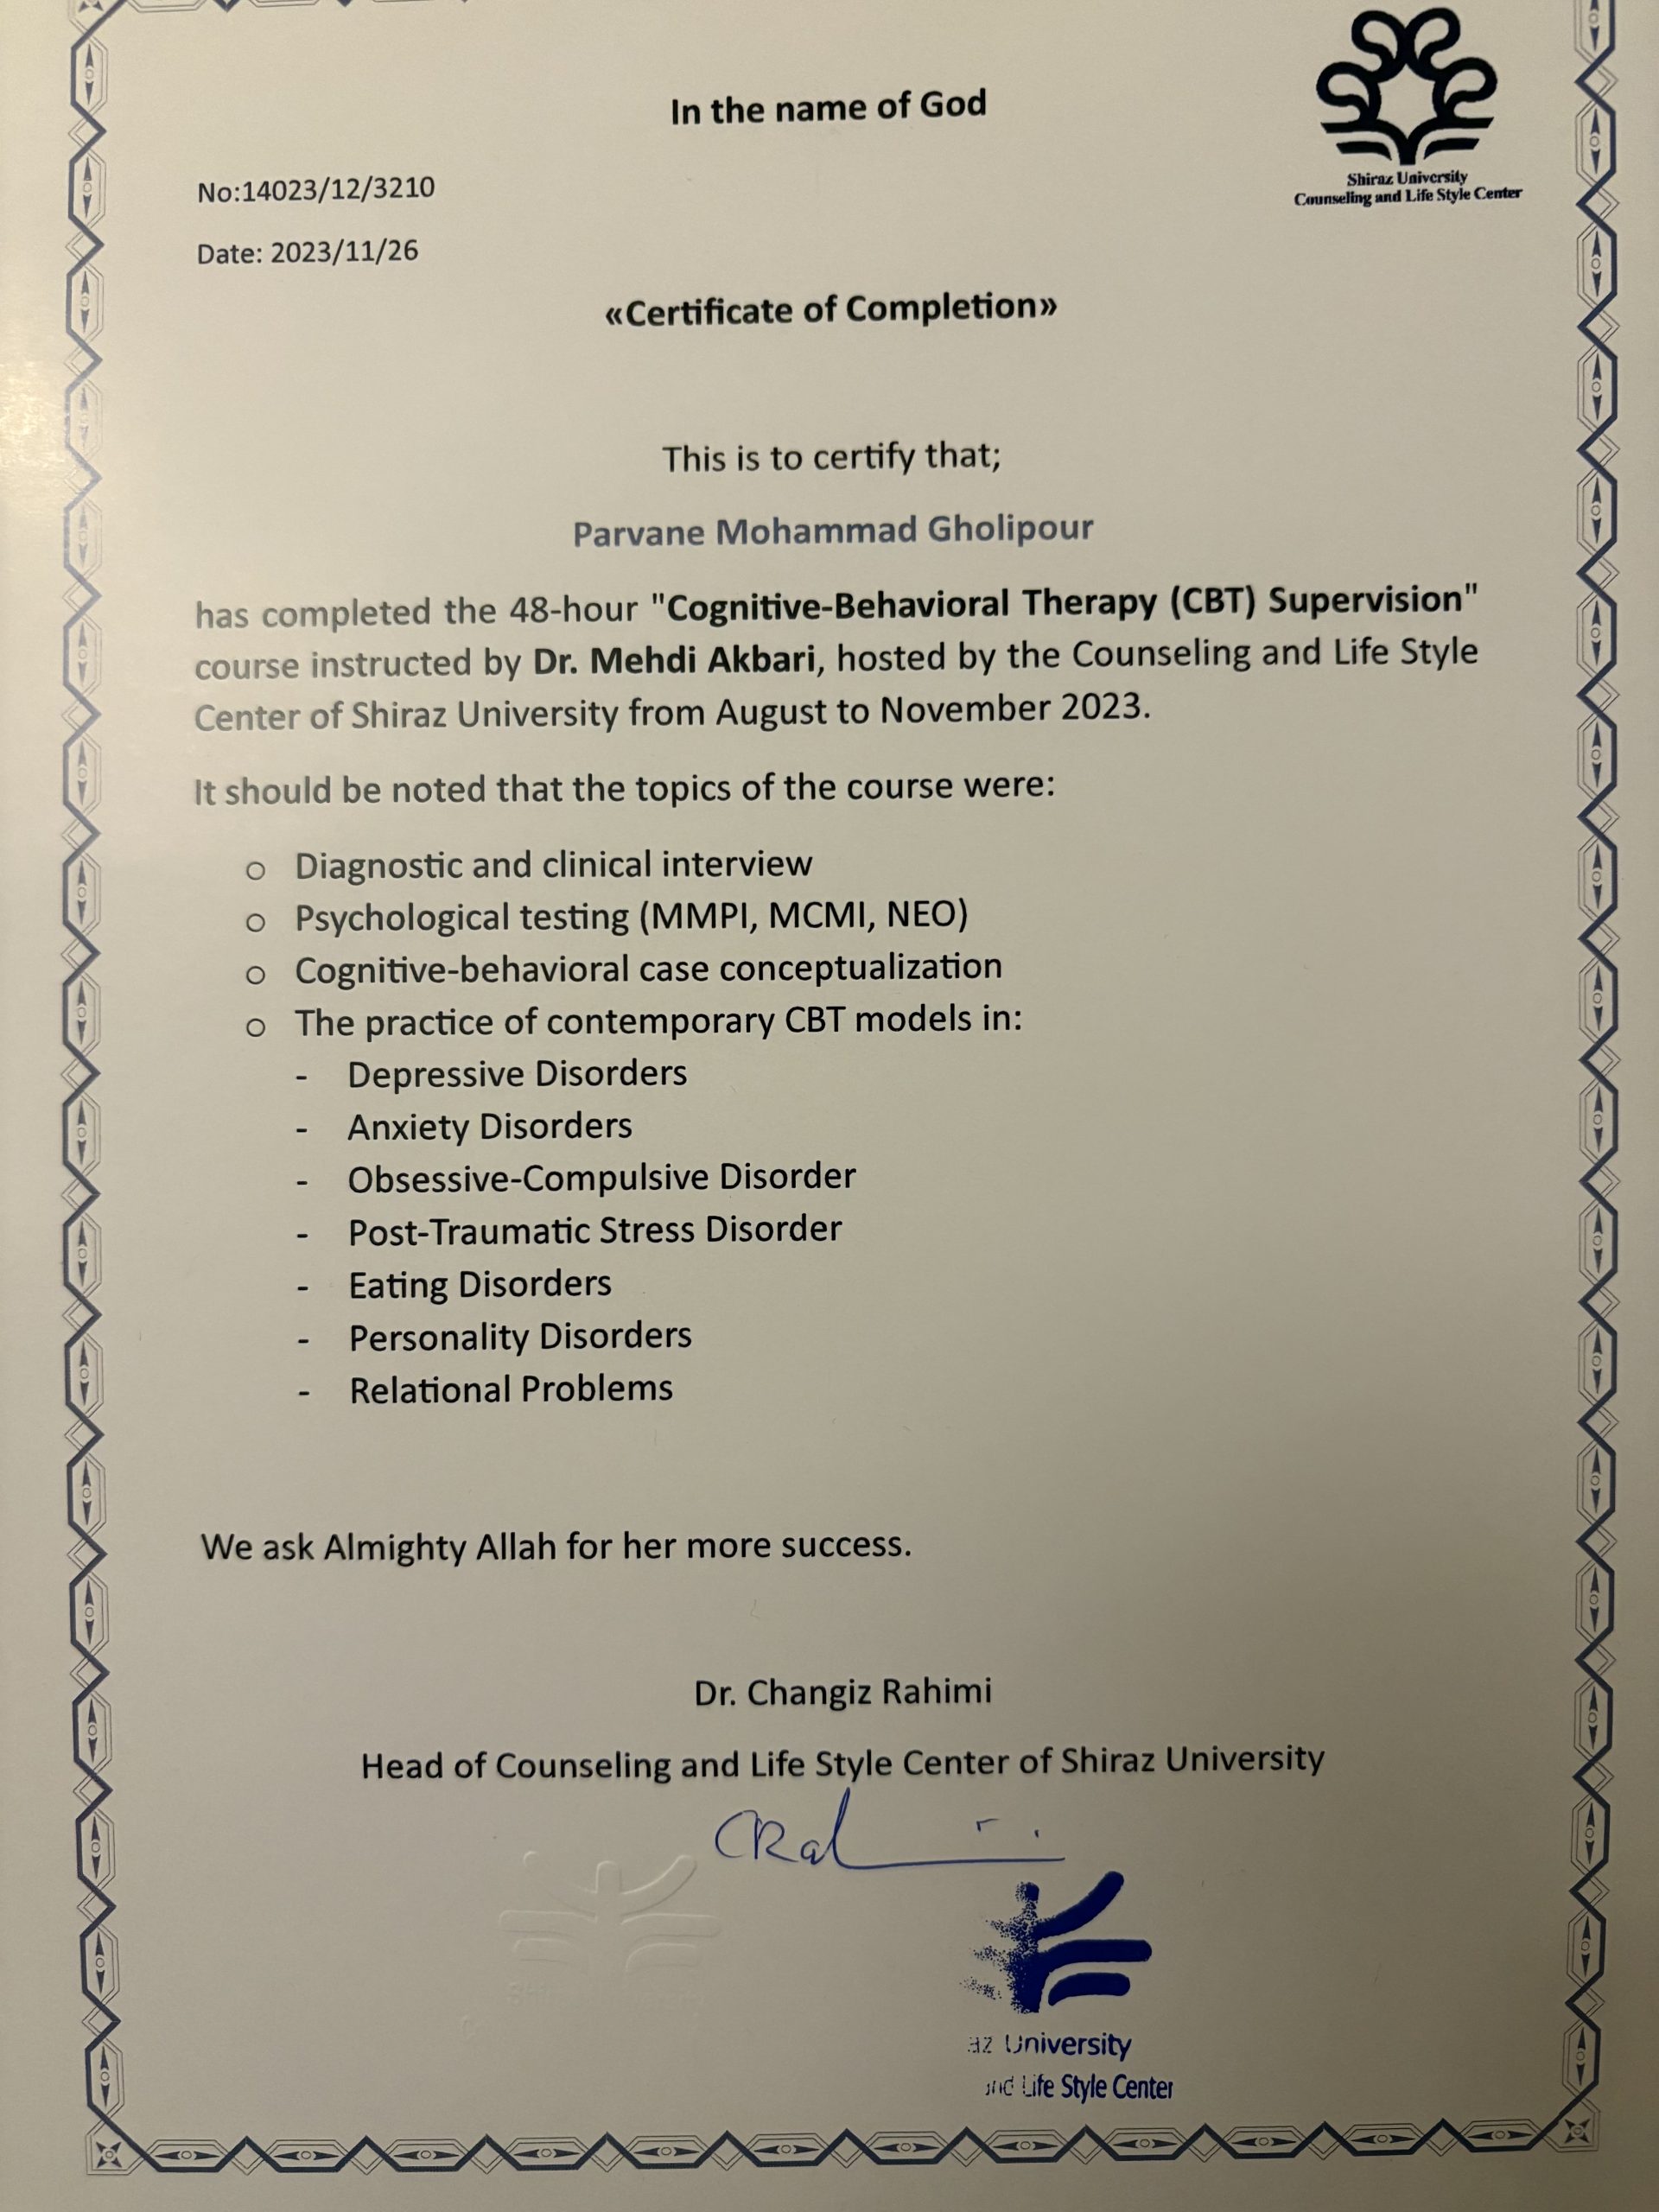 In the name of God
Shiraz University
Counseling and Life Style Center
No:14023/12/3210
Date: 2023/11/26
«Certificate of Completion»
This is to certify that;
Parvane Mohammad Gholipour
has completed the 48-hour "Cognitive-Behavioral Therapy (CBT) Supervision"
course instructed by Dr. Mehdi Akbari, hosted by the Counseling and Life Style
Center of Shiraz University from August to November 2023.
It should be noted that the topics of the course were:
o Diagnostic and clinical interview
o Psychological testing (MMPI, MCMI, NEO)
o Cognitive-behavioral case conceptualization
o The practice of contemporary CBT models in:
- Depressive Disorders
- Anxiety Disorders
- Obsessive-Compulsive Disorder
- Post-Traumatic Stress Disorder
- Eating Disorders
- Personality Disorders
- Relational Problems
We ask Almighty Allah for her more success.
Dr. Changiz Rahimi
Head of Counseling and Life Style Center of Shiraz University
University
Life Style Center